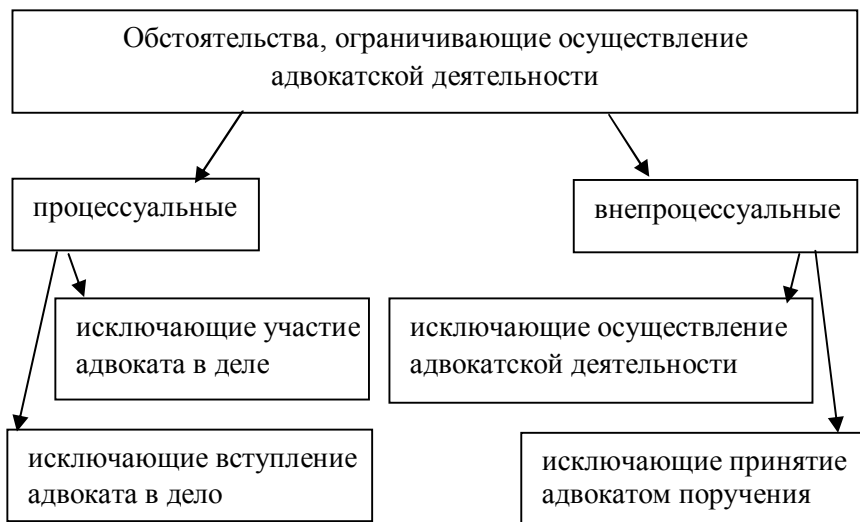 Обстоятельства, ограничивающие осуществление
адвокатской деятельности
процессуальные
внепроцессуальные
исключающие участие
адвоката в деле
исключающие осуществление
адвокатской деятельности
исключающие вступление
адвоката в дело
исключающие принятие
адвокатом поручения